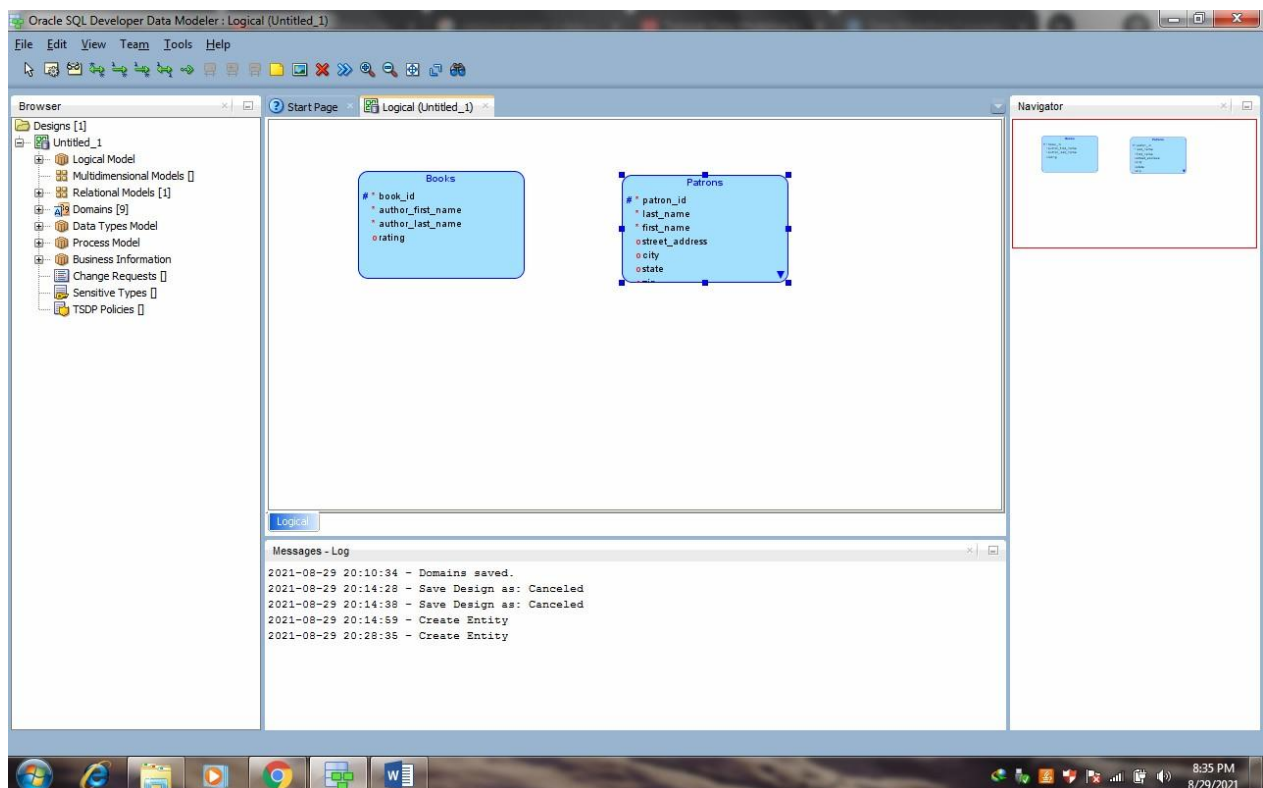 Oracle SQL Developer Data Modeler : Logical (Untitled_1)
File Edit View Team Tools Help
Browser
Designs [1]
Untitled_1
Logical Model
Multidimensional Models []
Relational Models [1]
Domains [9]
Data Types Model
Process Model
Business Information
Change Requests []
Sensitive Types []
TSDP Policies []
Start Page
Logical (Untitled_1)
Books
# * book_id
* author_first_name
* author_last_name
o rating
Patrons
# * patron_id
* last_name
* first_name
o street_address
o city
o state
Logical
Messages - Log
2021-08-29 20:10:34 - Domains saved.
2021-08-29 20:14:28 - Save Design as: Canceled
2021-08-29 20:14:38 - Save Design as: Canceled
2021-08-29 20:14:59 - Create Entity
2021-08-29 20:28:35 - Create Entity
Navigator
8:35 PM
8/29/2021